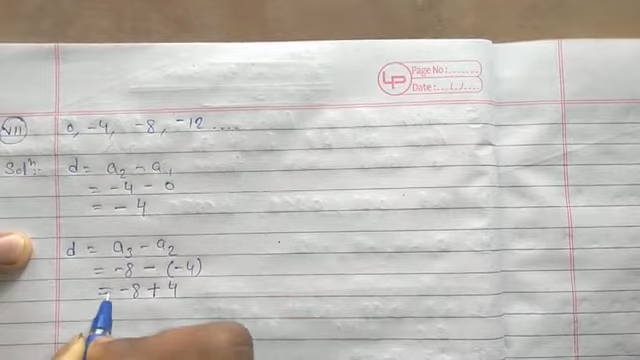 LP Page No:.......
Date:.../.../....
VII 0, -4, -8, -12 ....
Solⁿ:- d = a₂ - a₁
= -4 - 0
= -4
d = a₃ - a₂
= -8 - (-4)
= -8 + 4